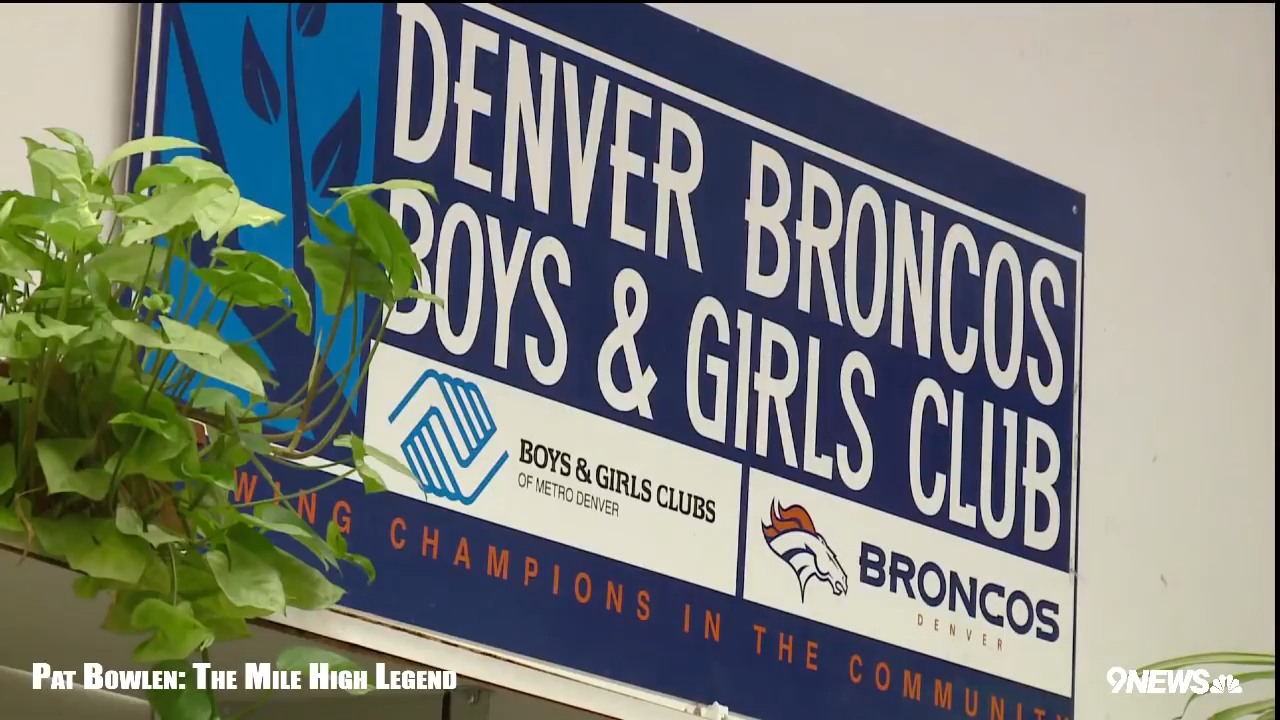 DENVER BRONCOS
BOYS & GIRLS CLUB
BOYS & GIRLS CLUBS
OF METRO DENVER
BRONCOS
DENVER
CHAMPIONS IN THE COMMUNITY
PAT BOWLEN: THE MILE HIGH LEGEND
9NEWS